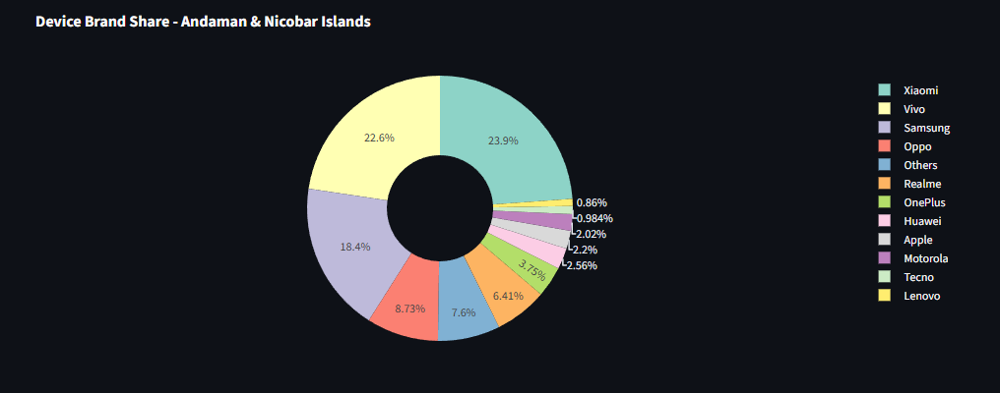 Device Brand Share - Andaman & Nicobar Islands
23.9%
22.6%
18.4%
8.73%
7.6%
6.41%
3.75%
2.56%
2.2%
2.02%
0.984%
0.86%
Xiaomi
Vivo
Samsung
Oppo
Others
Realme
OnePlus
Huawei
Apple
Motorola
Tecno
Lenovo